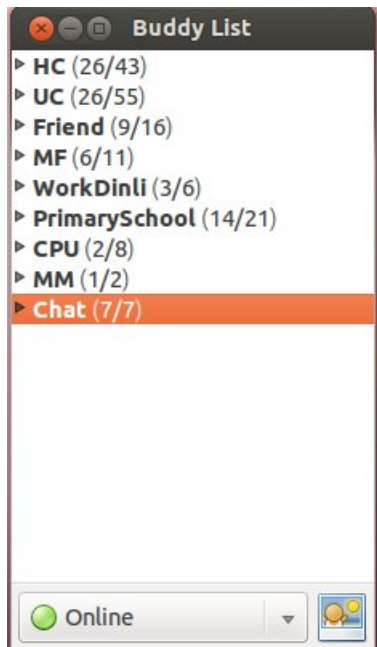 Buddy List
HC (26/43)
UC (26/55)
Friend (9/16)
MF (6/11)
WorkDinli (3/6)
PrimarySchool (14/21)
CPU (2/8)
MM (1/2)
Chat (7/7)
Online